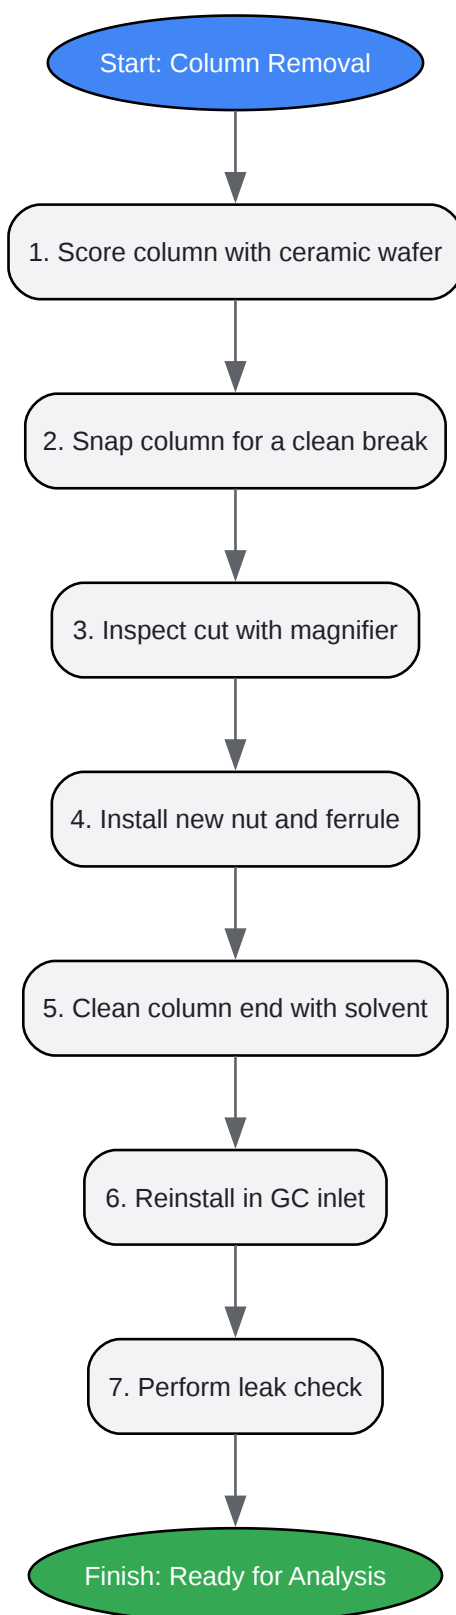 Start: Column Removal
1. Score column with ceramic wafer
2. Snap column for a clean break
3. Inspect cut with magnifier
4. Install new nut and ferrule
5. Clean column end with solvent
6. Reinstall in GC inlet
7. Perform leak check
Finish: Ready for Analysis